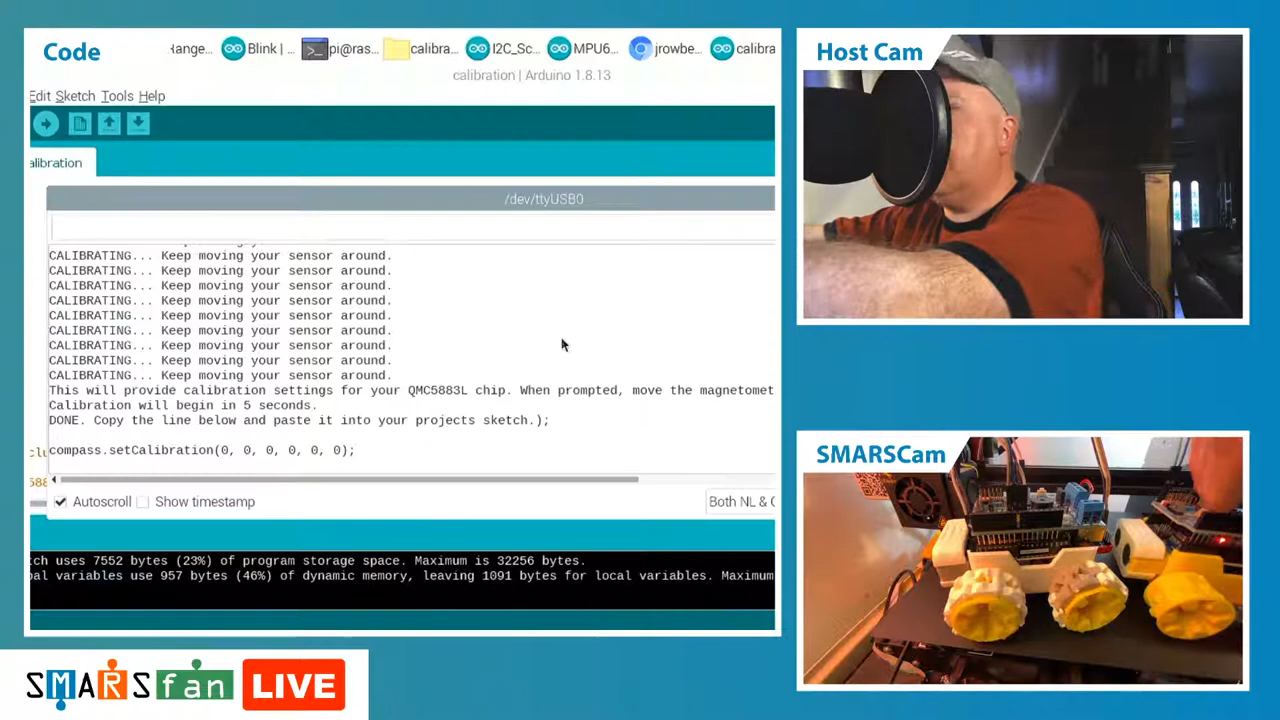 Code
Blink | ...
pi@ras...
calibra...
I2C_Sc...
MPU6...
jrowbe...
calibra
calibration | Arduino 1.8.13
Edit Sketch Tools Help
alibration
/dev/ttyUSB0
CALIBRATING... Keep moving your sensor around.
CALIBRATING... Keep moving your sensor around.
CALIBRATING... Keep moving your sensor around.
CALIBRATING... Keep moving your sensor around.
CALIBRATING... Keep moving your sensor around.
CALIBRATING... Keep moving your sensor around.
CALIBRATING... Keep moving your sensor around.
CALIBRATING... Keep moving your sensor around.
CALIBRATING... Keep moving your sensor around.
This will provide calibration settings for your QMC5883L chip. When prompted, move the magnetomet
Calibration will begin in 5 seconds.
DONE. Copy the line below and paste it into your projects sketch.);
compass.setCalibration(0, 0, 0, 0, 0, 0);
Autoscroll Show timestamp
Both NL & C
tch uses 7552 bytes (23%) of program storage space. Maximum is 32256 bytes.
bal variables use 957 bytes (46%) of dynamic memory, leaving 1091 bytes for local variables. Maximum
Host Cam
SMARSCam
SMARSfan LIVE